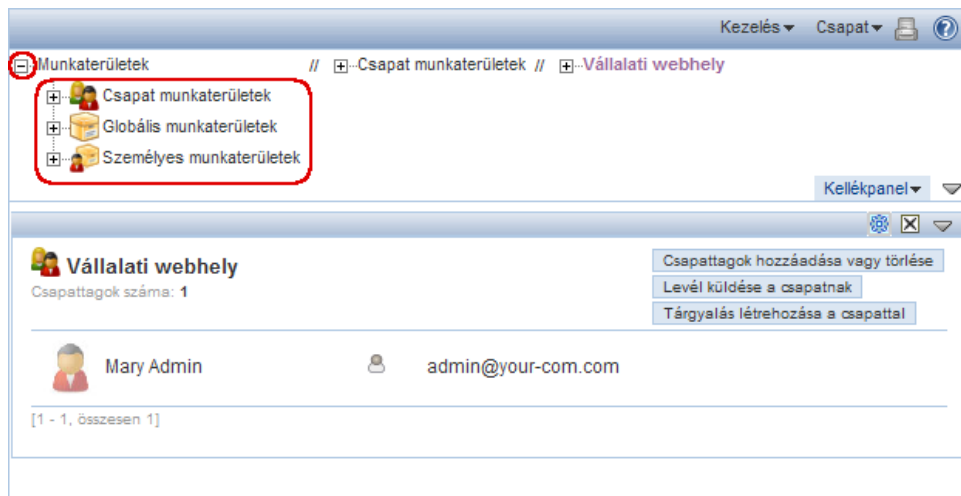 Kezelés Csapat
Munkaterületek // Csapat munkaterületek // Vállalati webhely
Csapat munkaterületek
Globális munkaterületek
Személyes munkaterületek
Kellékpanel
Vállalati webhely
Csapattagok száma: 1
Csapattagok hozzáadása vagy törlése
Levél küldése a csapatnak
Tárgyalás létrehozása a csapattal
Mary Admin admin@your-com.com
[1 - 1, összesen 1]